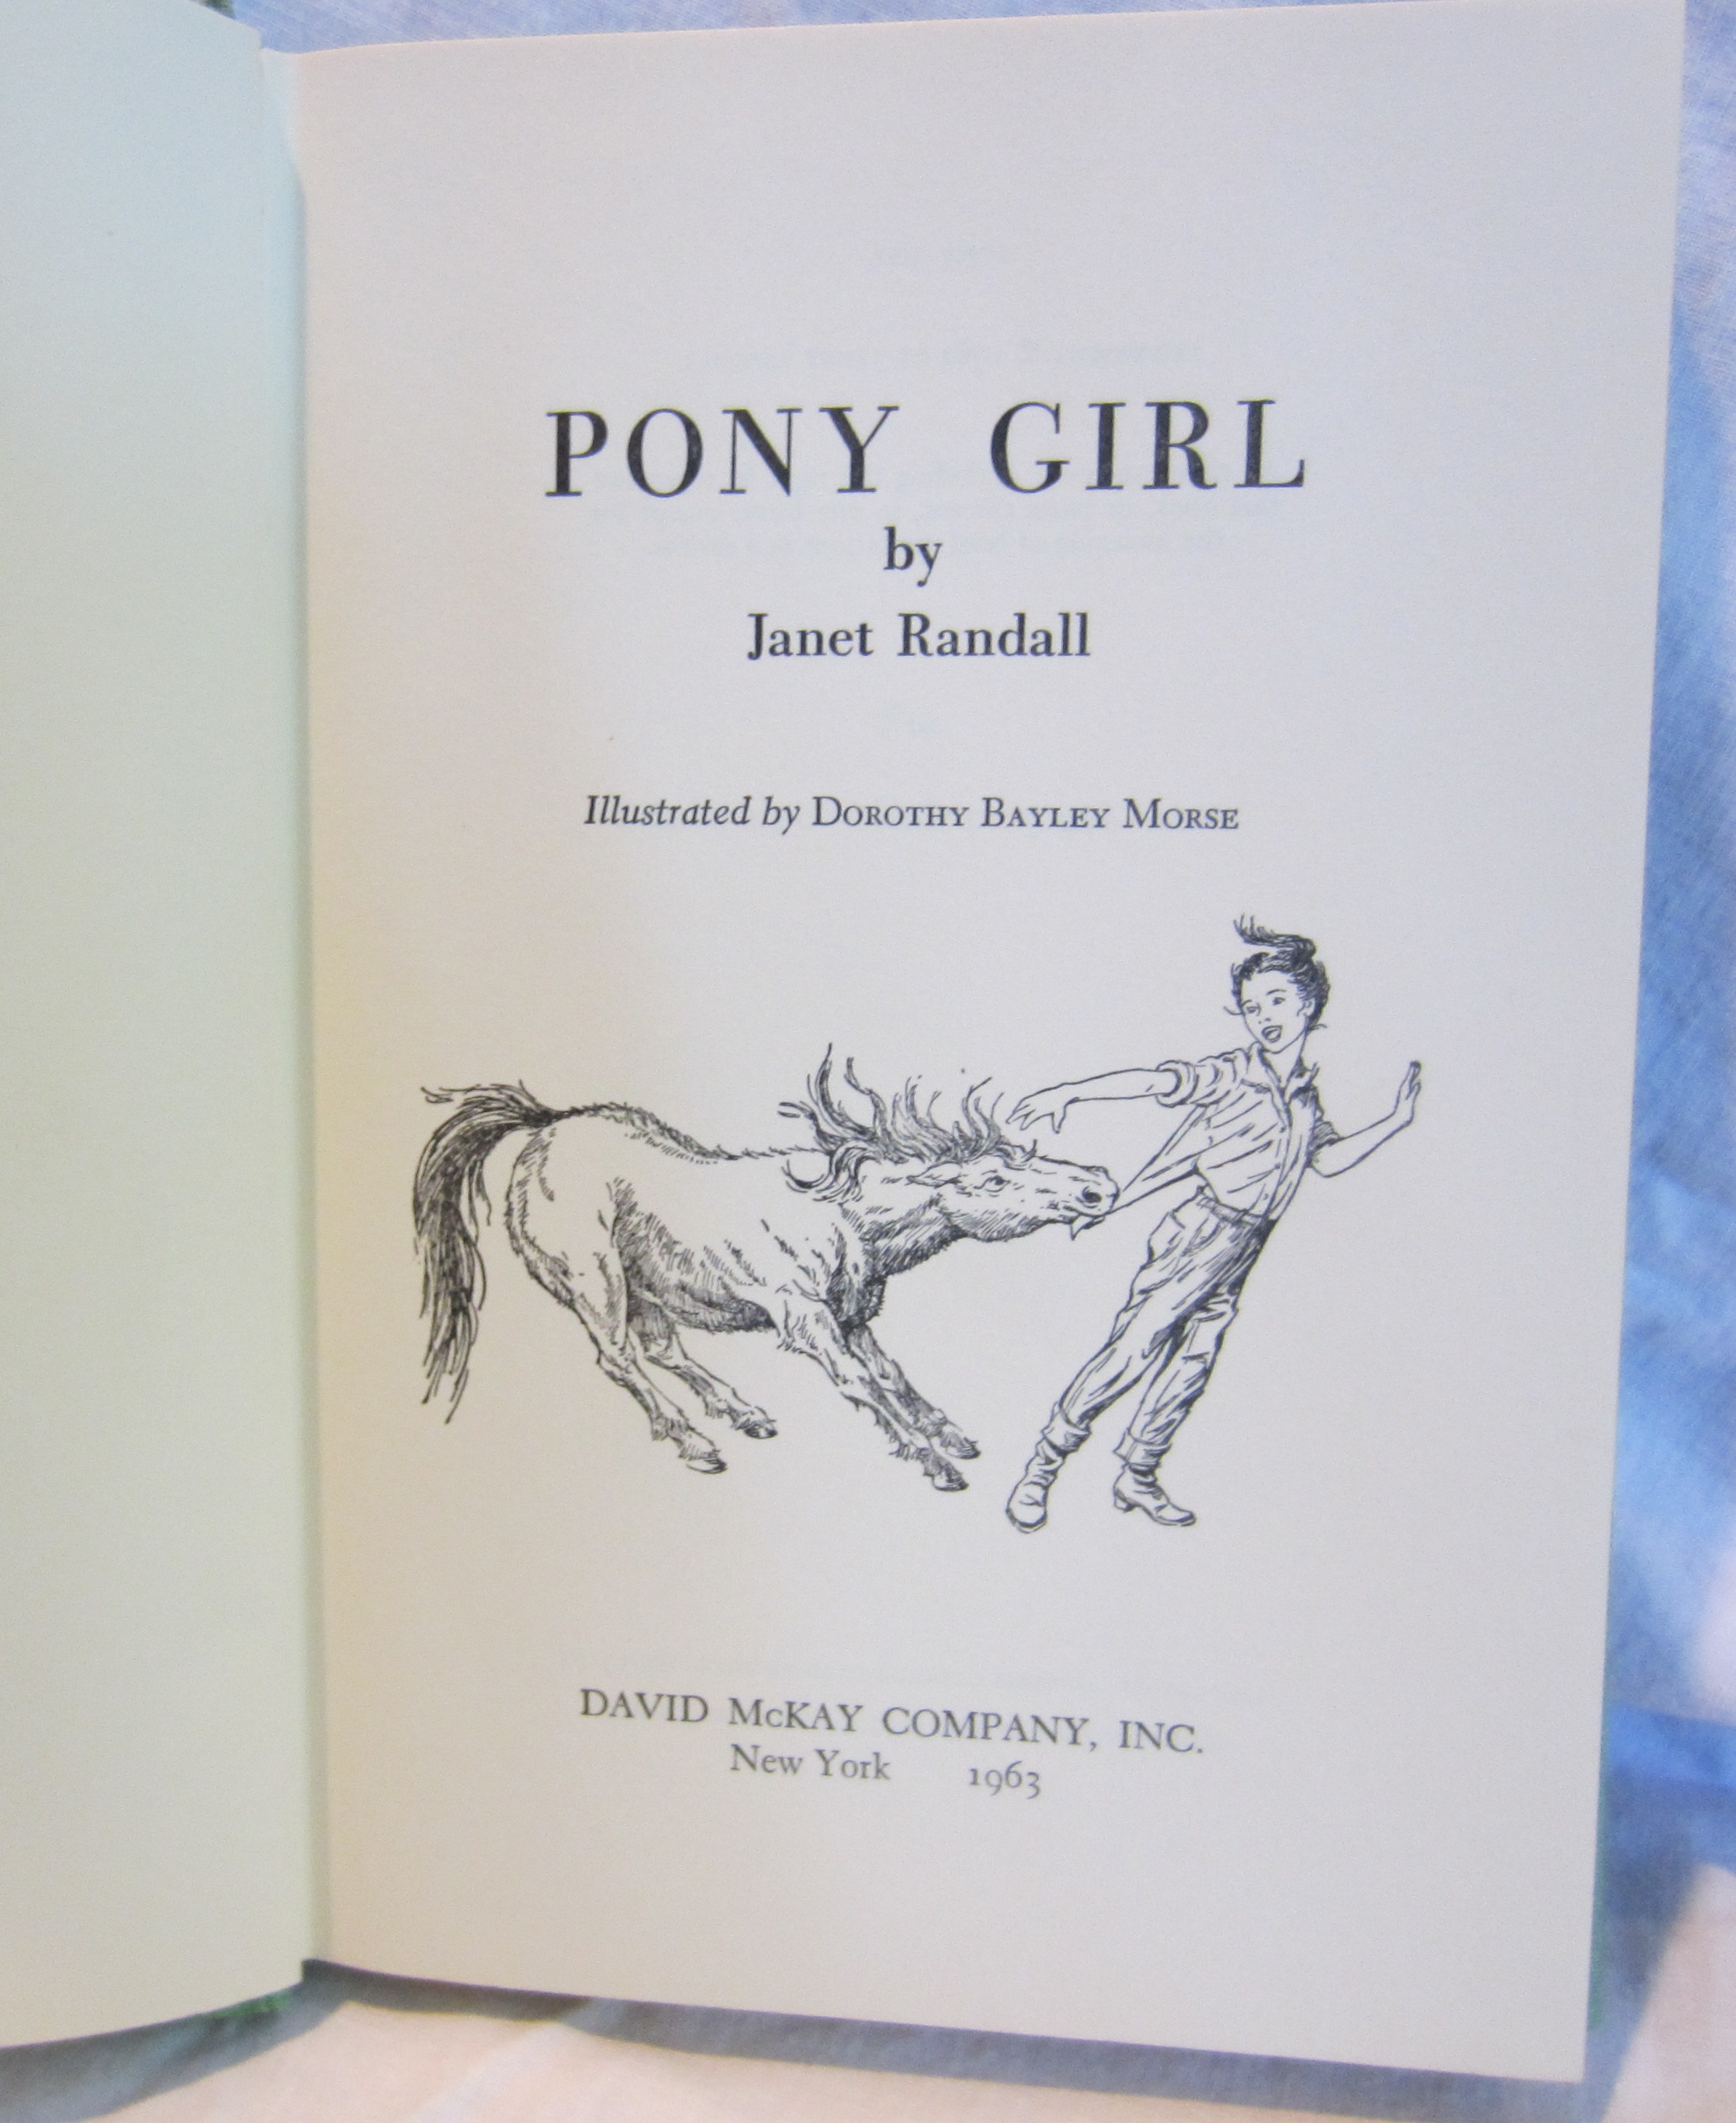 PONY GIRL
by
Janet Randall
Illustrated by DOROTHY BAYLEY MORSE
DAVID McKAY COMPANY, INC.
New York 1963